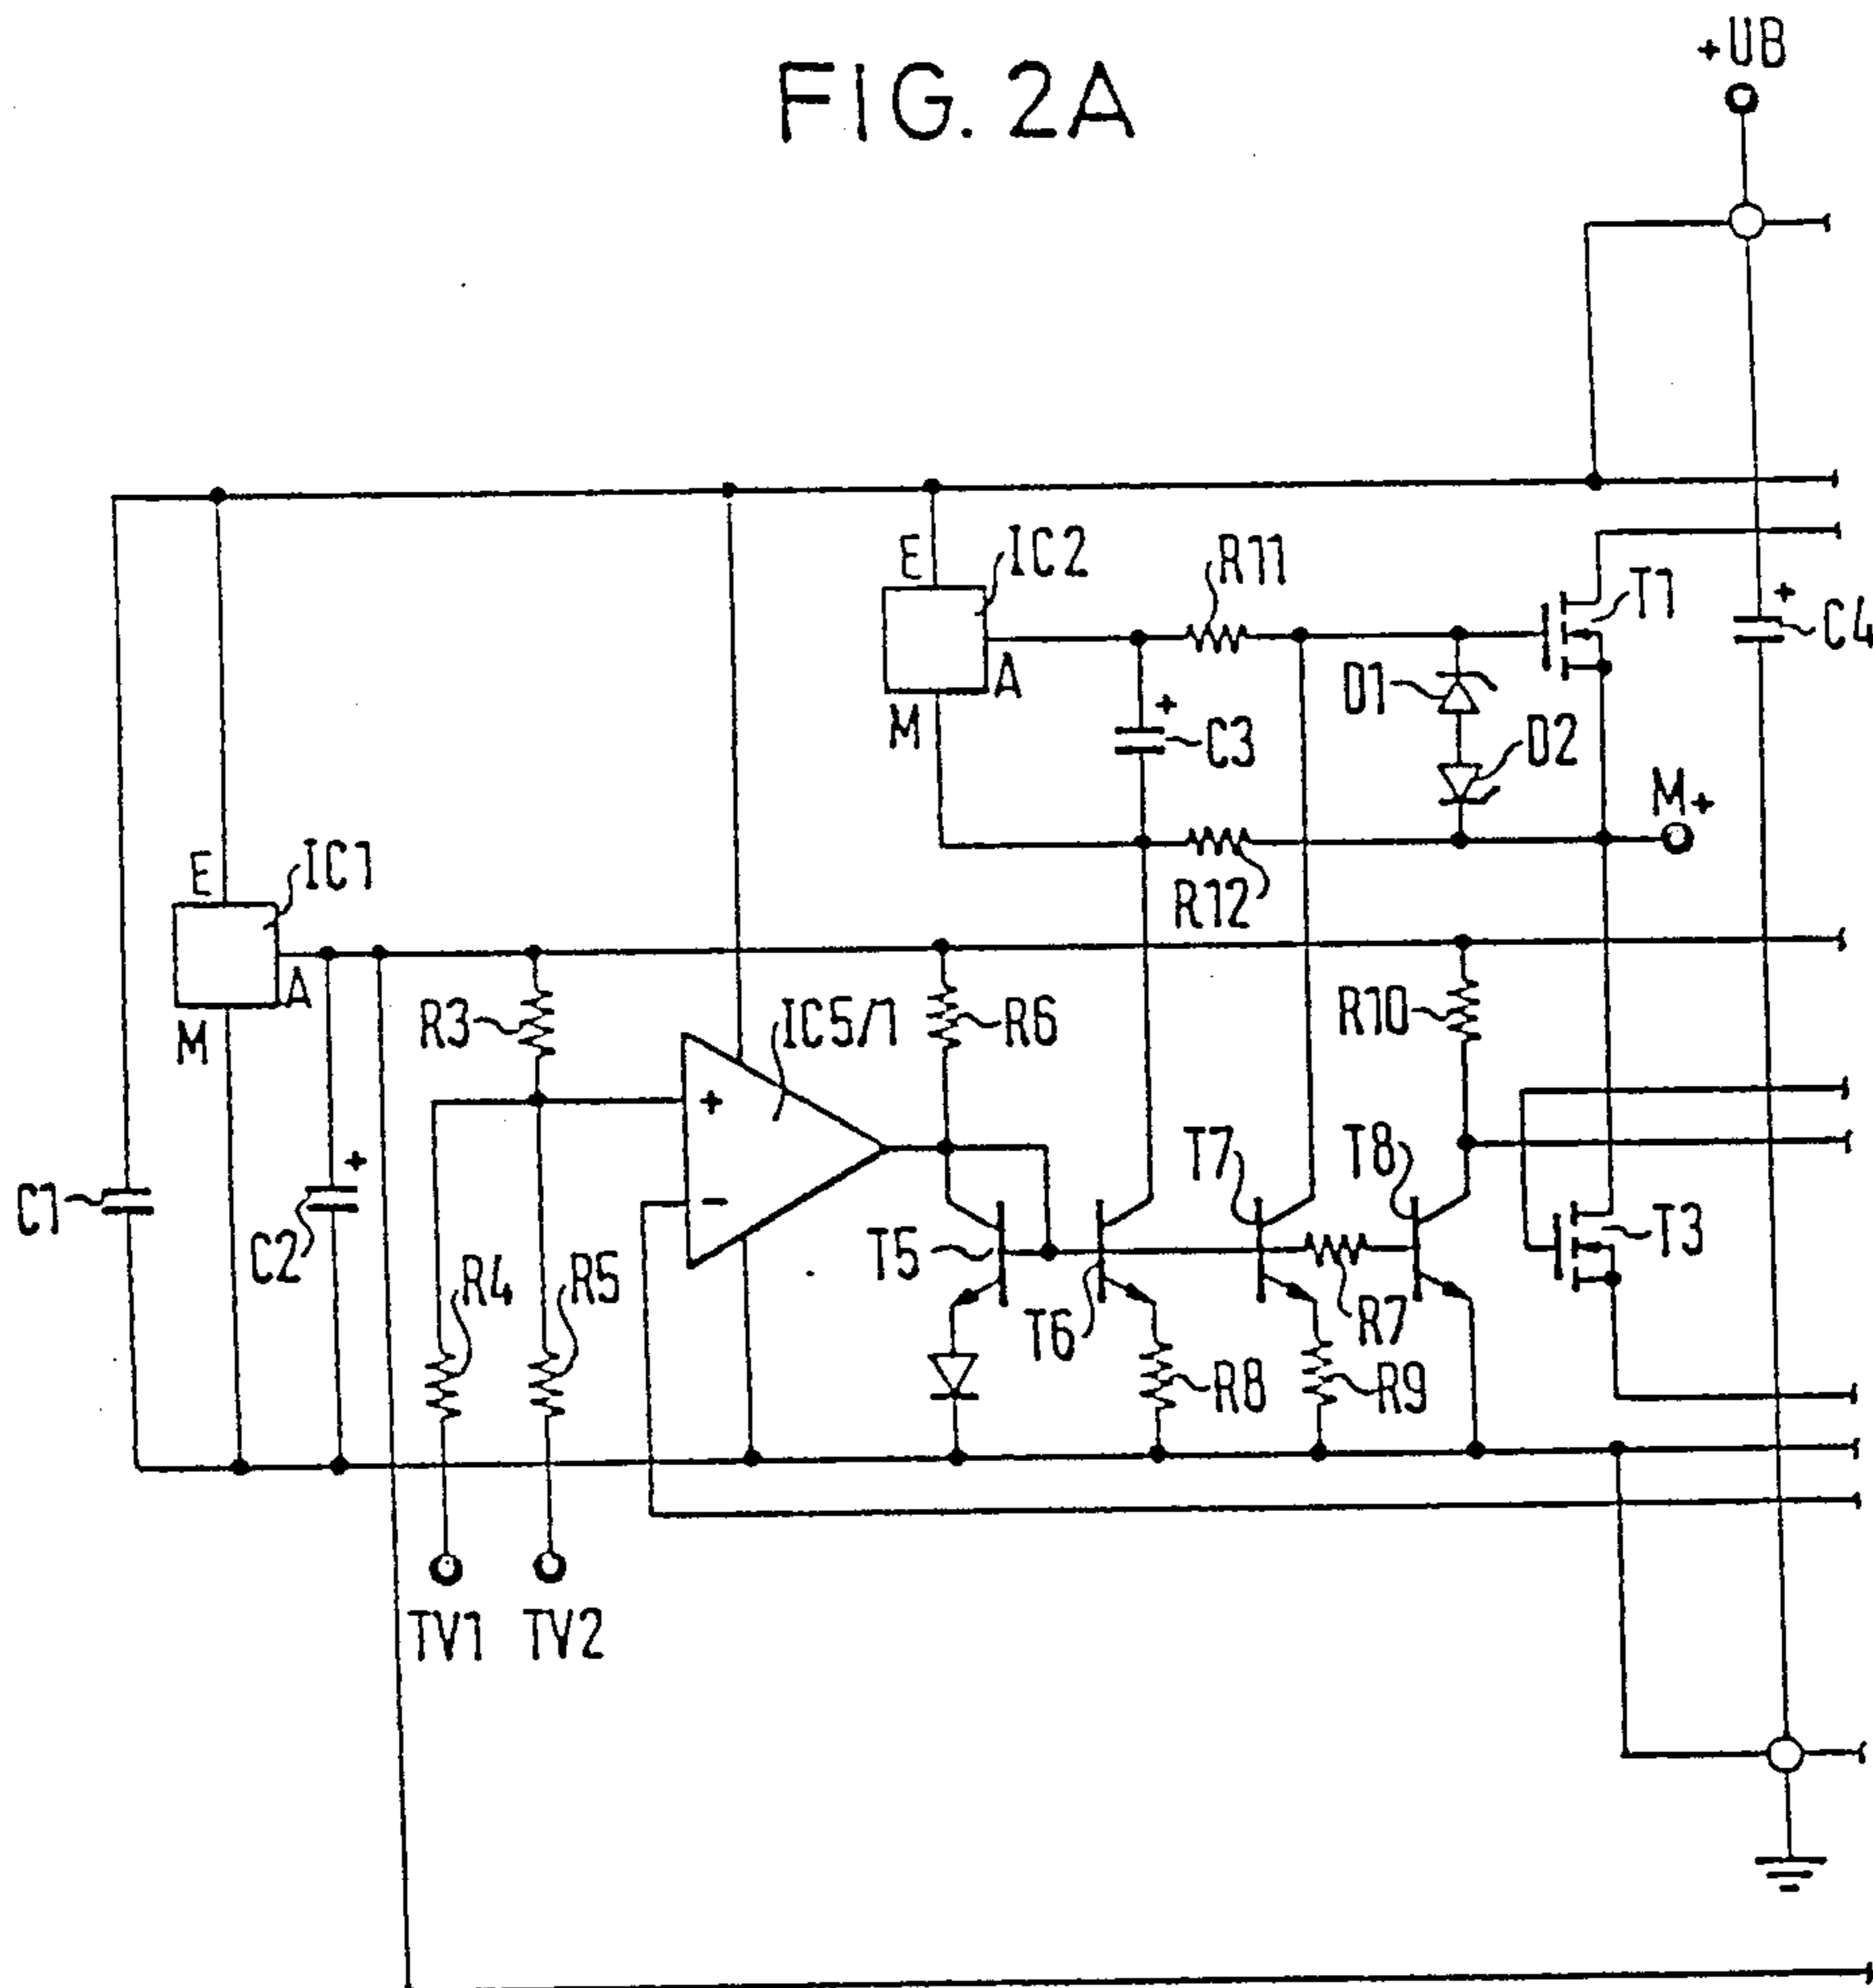 FIG. 2A
+UB
E
IC2
R11
T1
+
C4
A
D1
M
+
C3
D2
M+
R12
E
IC1
A
M
R3
IC5/1
R6
R10
+
-
T7
T8
C1
+
C2
R4
R5
T5
T6
R7
T3
R8
R9
TV1
TV2